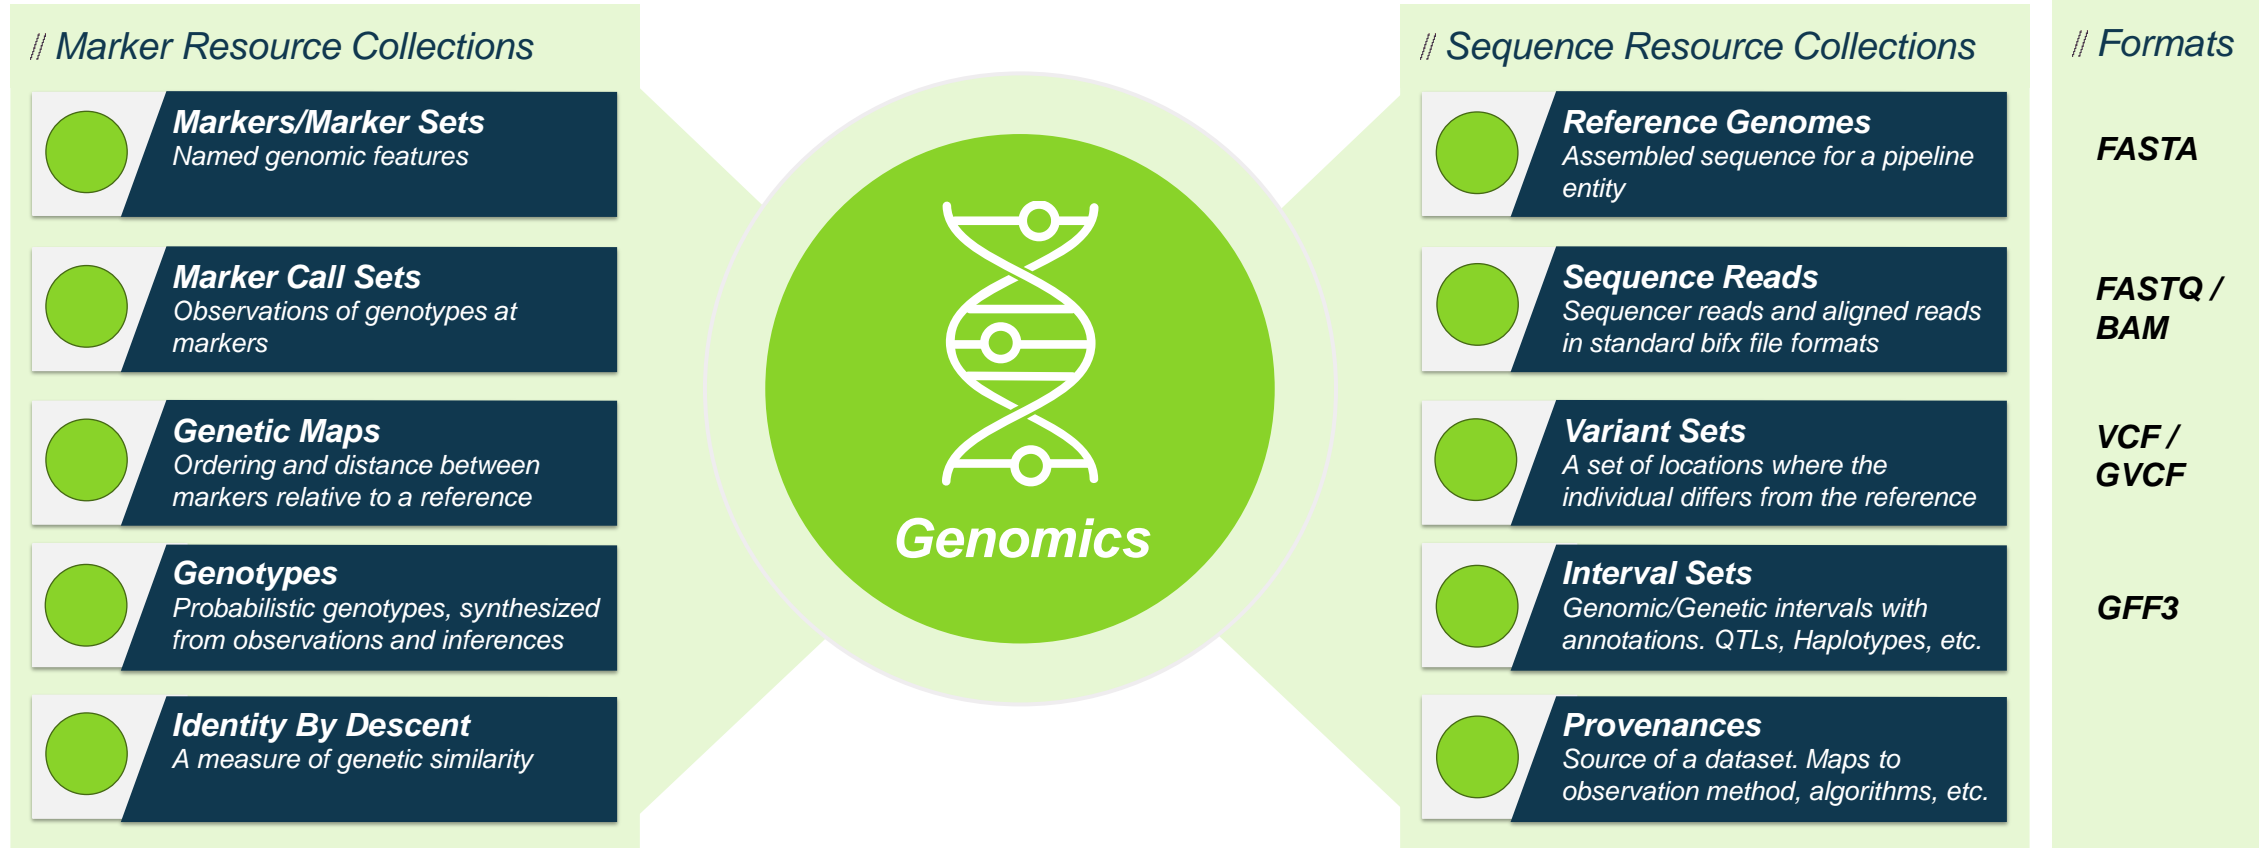 // Marker Resource Collections
Markers/Marker Sets
Named genomic features
Marker Call Sets
Observations of genotypes at
markers
Genetic Maps
Ordering and distance between
markers relative to a reference
Genotypes
Probabilistic genotypes, synthesized
from observations and inferences
Identity By Descent
A measure of genetic similarity
Genomics
// Sequence Resource Collections
Reference Genomes
Assembled sequence for a pipeline
entity
Sequence Reads
Sequencer reads and aligned reads
in standard bifx file formats
Variant Sets
A set of locations where the
individual differs from the reference
Interval Sets
Genomic/Genetic intervals with
annotations. QTLs, Haplotypes, etc.
Provenances
Source of a dataset. Maps to
observation method, algorithms, etc.
// Formats
FASTA
FASTQ /
BAM
VCF /
GVCF
GFF3